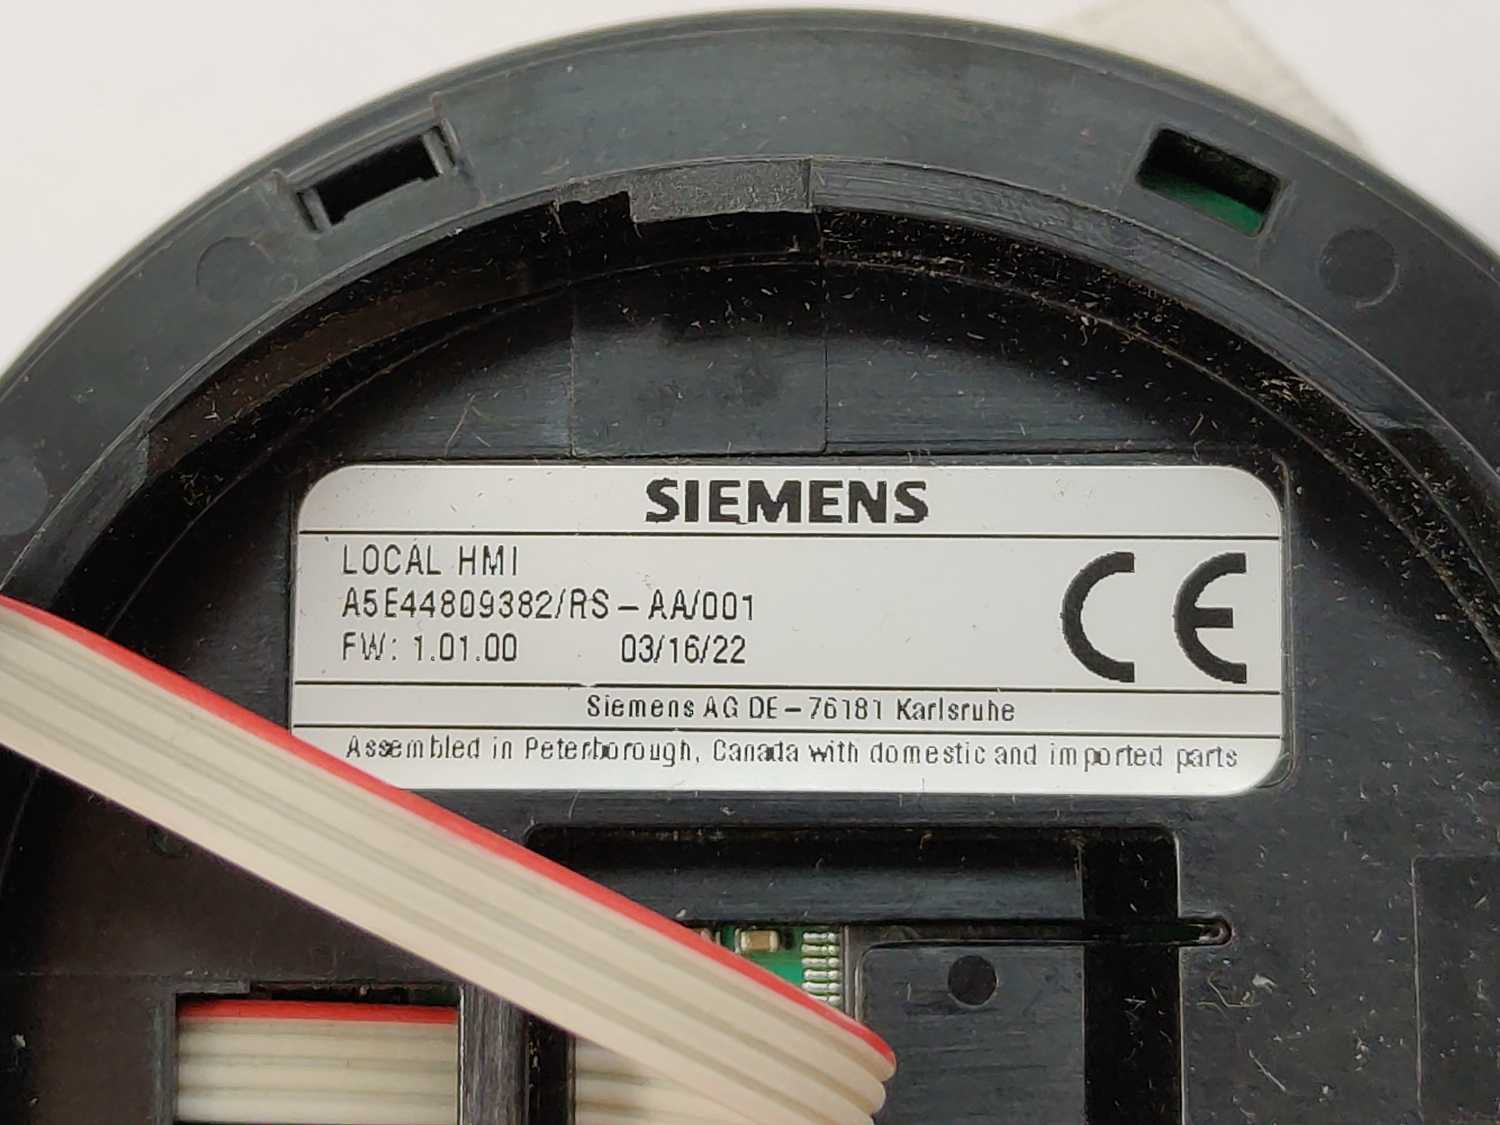 SIEMENS
LOCAL HMI
A5E44809382/RS-AA/001
FW: 1.01.00 03/16/22
CE
Siemens AG DE-76181 Karlsruhe
Assembled in Peterborough, Canada with domestic and imported parts